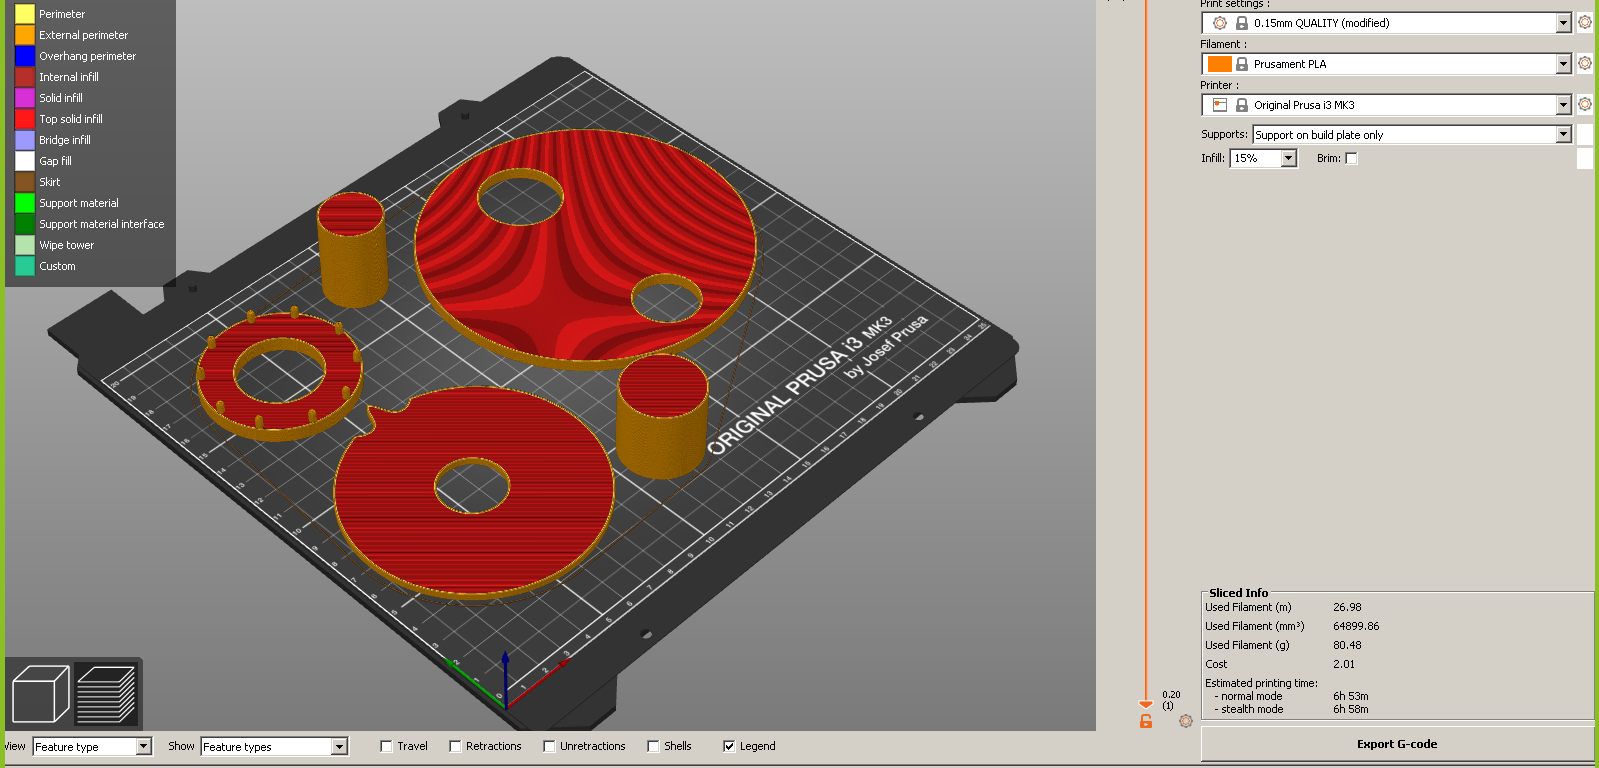 Perimeter
External perimeter
Overhang perimeter
Internal infill
Solid infill
Top solid infill
Bridge infill
Gap fill
Skirt
Support material
Support material interface
Wipe tower
Custom
ORIGINAL PRUSA i3 MK3
by Josef Prusa
Print settings :
0.15mm QUALITY (modified)
Filament :
Prusament PLA
Printer :
Original Prusa i3 MK3
Supports: Support on build plate only
Infill: 15% Brim:
0.20
(1)
Sliced Info
Used Filament (m) 26.98
Used Filament (mm³) 64899.86
Used Filament (g) 80.48
Cost 2.01
Estimated printing time:
- normal mode 6h 53m
- stealth mode 6h 58m
Export G-code
View Feature type Show Feature types Travel Retractions Unretractions Shells Legend